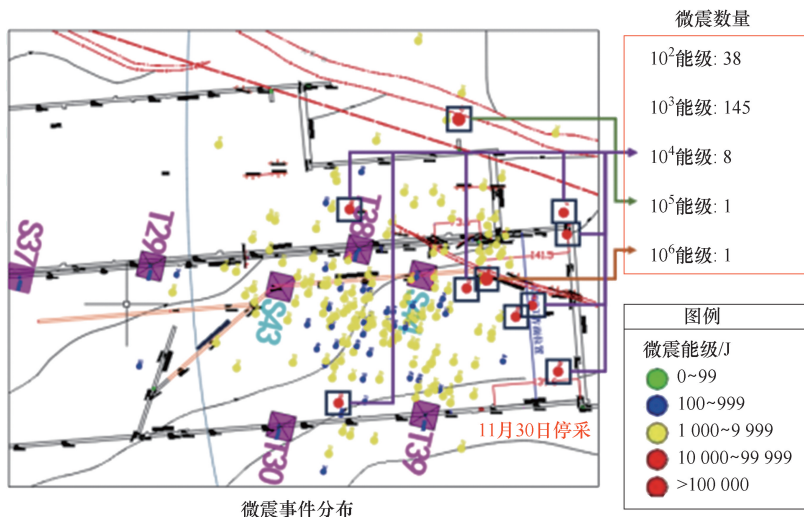 微震数量
10²能级: 38
10³能级: 145
10⁴能级: 8
10⁵能级: 1
10⁶能级: 1
S37
T29
T38
S43
T30
T39
11月30日停采
图例
微震能级/J
0~99
100~999
1 000~9 999
10 000~99 999
>100 000
微震事件分布